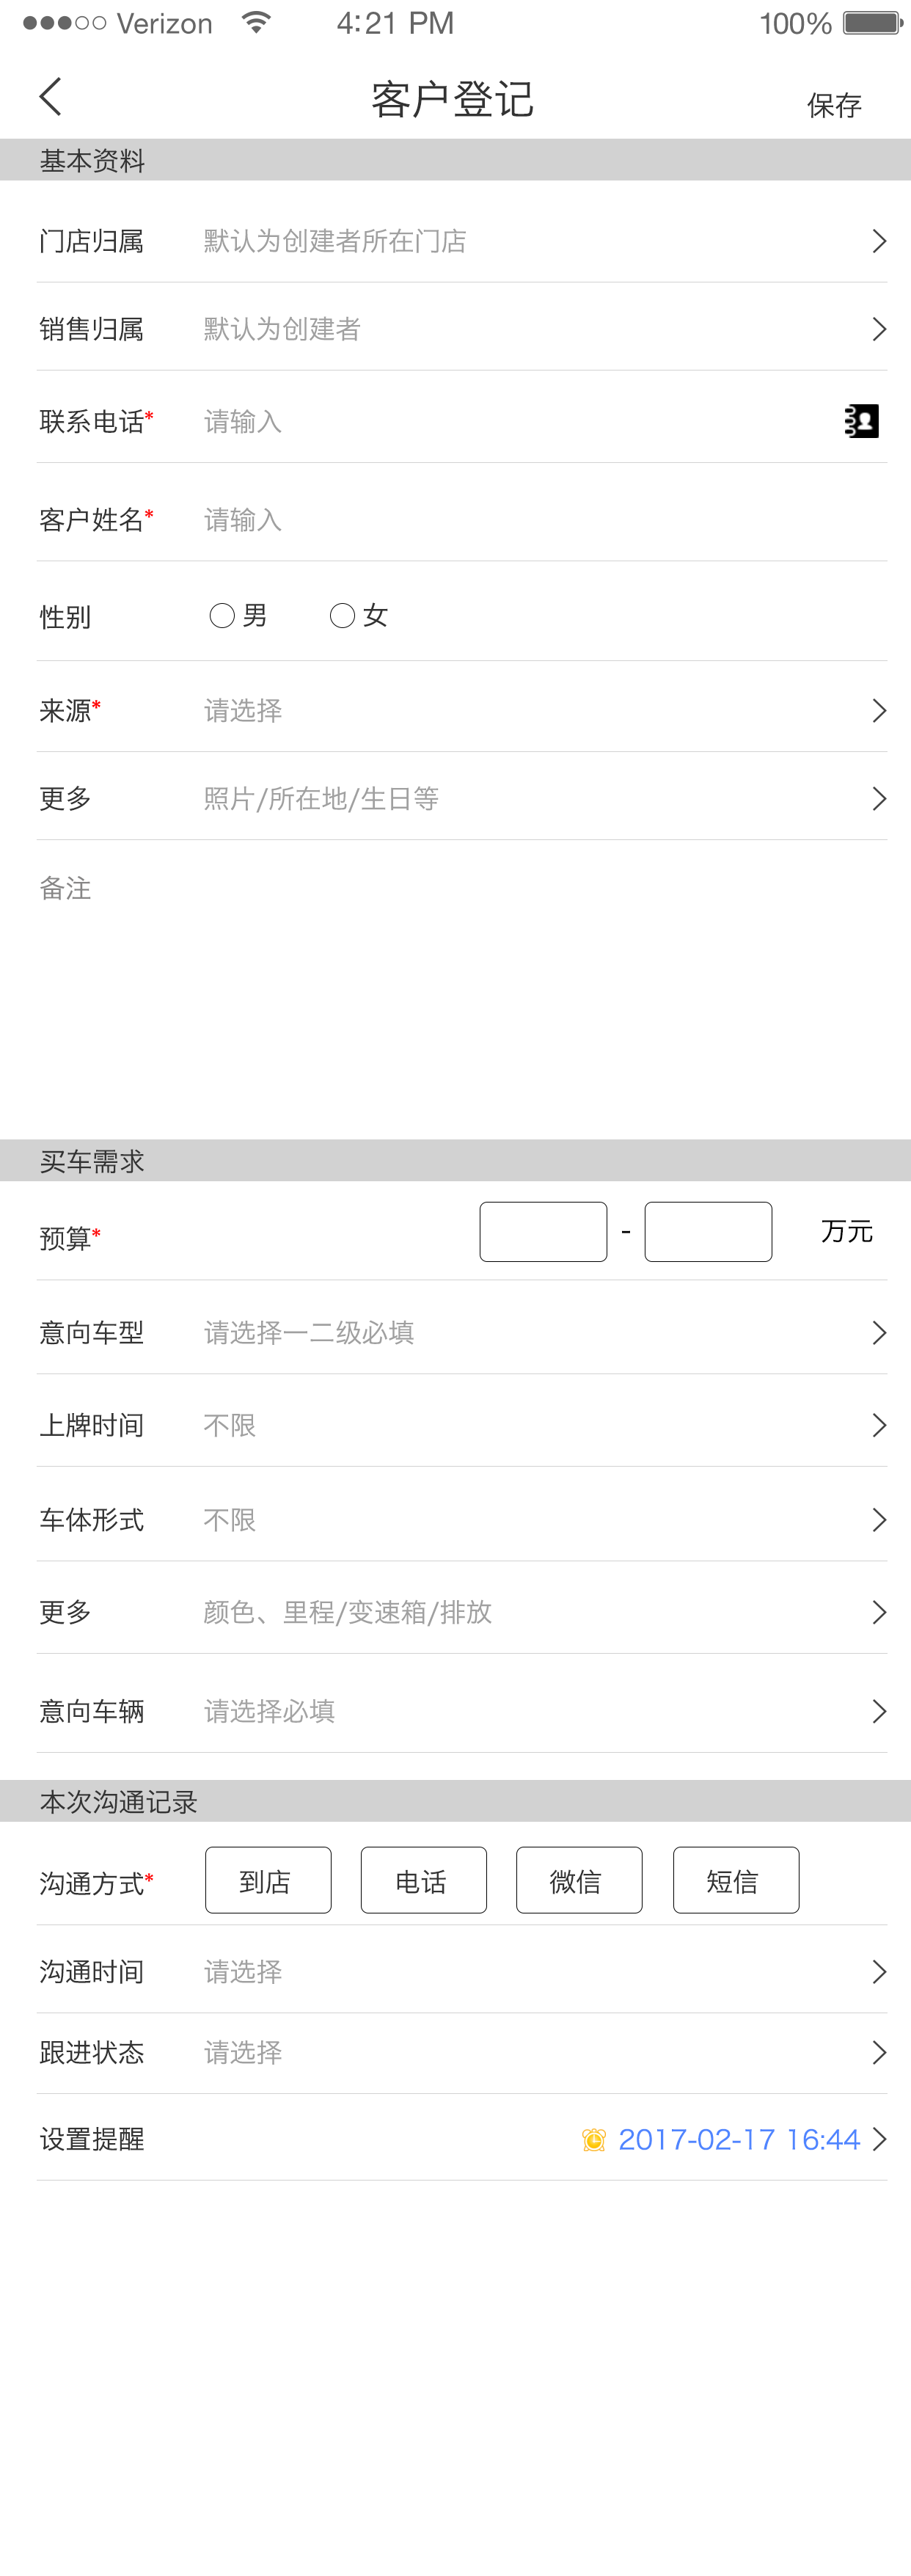 Verizon 4:21 PM 100%
客户登记 保存
基本资料
门店归属 默认为创建者所在门店
销售归属 默认为创建者
联系电话* 请输入
客户姓名* 请输入
性别 男 女
来源* 请选择
更多 照片/所在地/生日等
备注
买车需求
预算* - 万元
意向车型 请选择一二级必填
上牌时间 不限
车体形式 不限
更多 颜色、里程/变速箱/排放
意向车辆 请选择必填
本次沟通记录
沟通方式* 到店 电话 微信 短信
沟通时间 请选择
跟进状态 请选择
设置提醒 2017-02-17 16:44